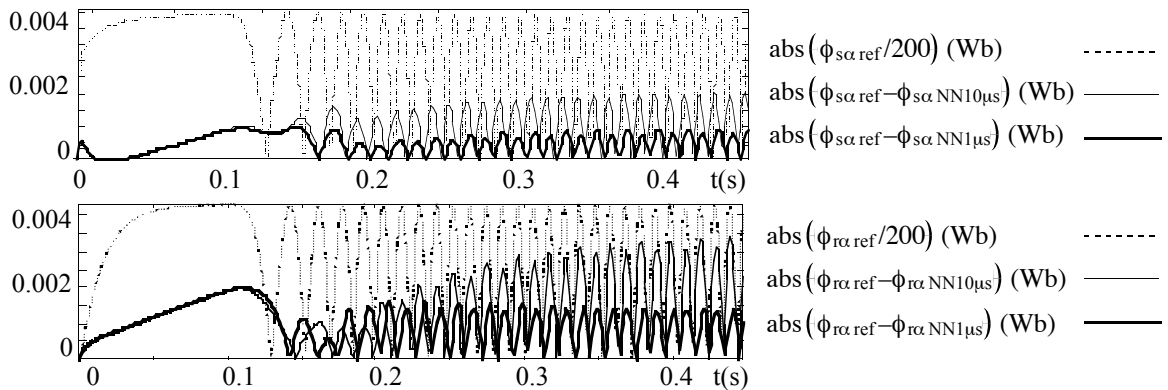 0.004
0.002
0
0 0.1 0.2 0.3 0.4 t(s)
abs(ϕsα ref/200) (Wb)
abs(ϕsα ref−ϕsα NN10µs) (Wb)
abs(ϕsα ref−ϕsα NN1µs) (Wb)
0.004
0.002
0
0 0.1 0.2 0.3 0.4 t(s)
abs(ϕrα ref/200) (Wb)
abs(ϕrα ref−ϕrα NN10µs) (Wb)
abs(ϕrα ref−ϕrα NN1µs) (Wb)